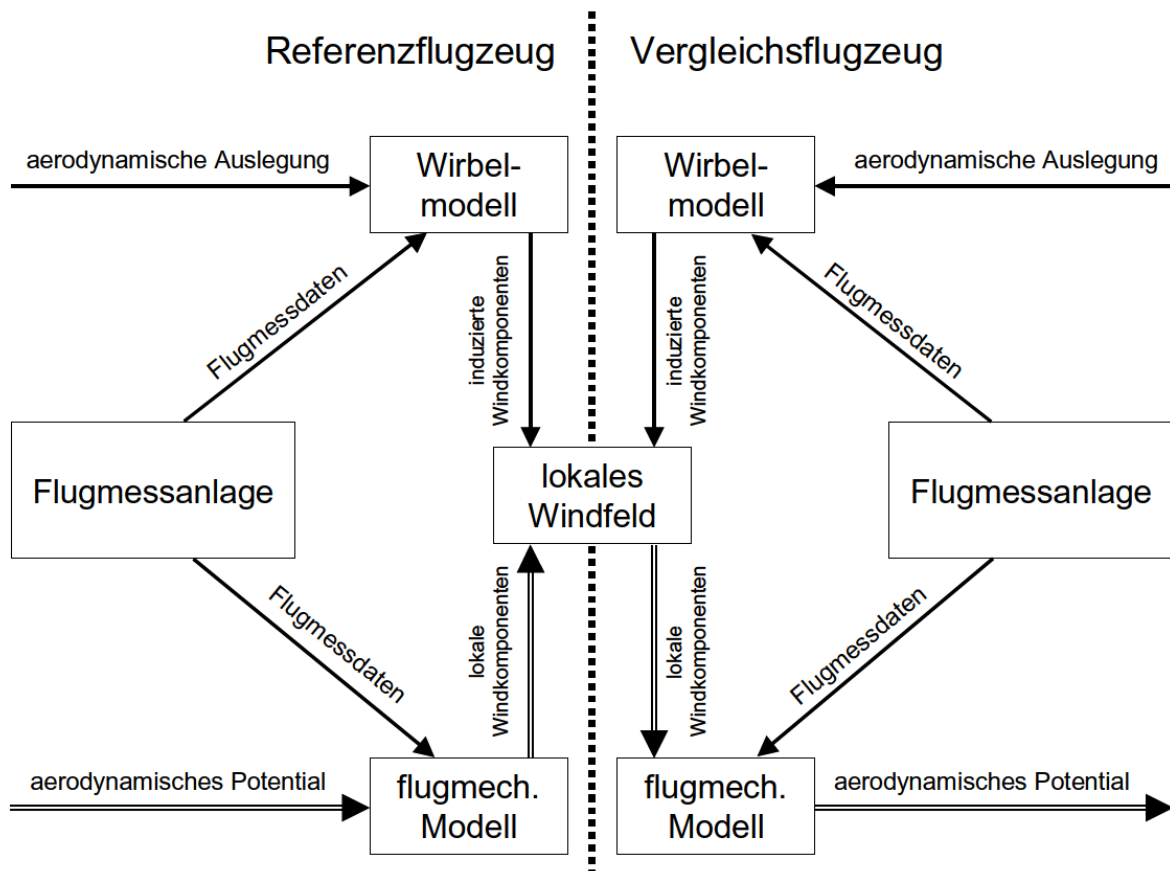 Referenzflugzeug
Vergleichsflugzeug
aerodynamische Auslegung
Wirbel-
modell
Wirbel-
modell
aerodynamische Auslegung
Flugmessdaten
induzierte
Windkomponenten
induzierte
Windkomponenten
Flugmessdaten
Flugmessanlage
lokales
Windfeld
Flugmessanlage
Flugmessdaten
lokale
Windkomponenten
lokale
Windkomponenten
Flugmessdaten
aerodynamisches Potential
flugmech.
Modell
flugmech.
Modell
aerodynamisches Potential